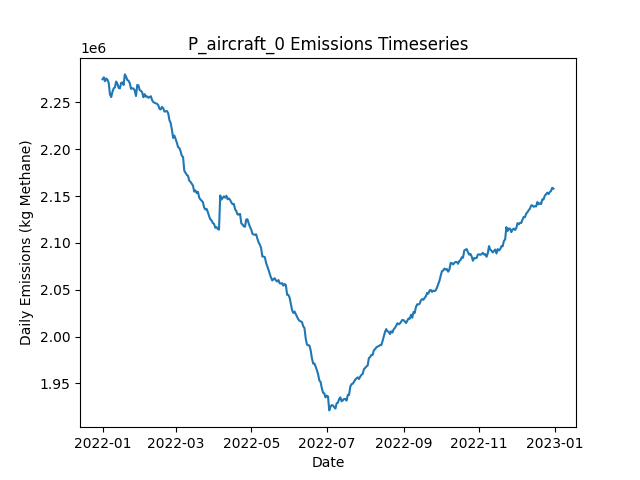 P_aircraft_0 Emissions Timeseries
1e6
Daily Emissions (kg Methane)
2.25
2.20
2.15
2.10
2.05
2.00
1.95
2022-01 2022-03 2022-05 2022-07 2022-09 2022-11 2023-01
Date